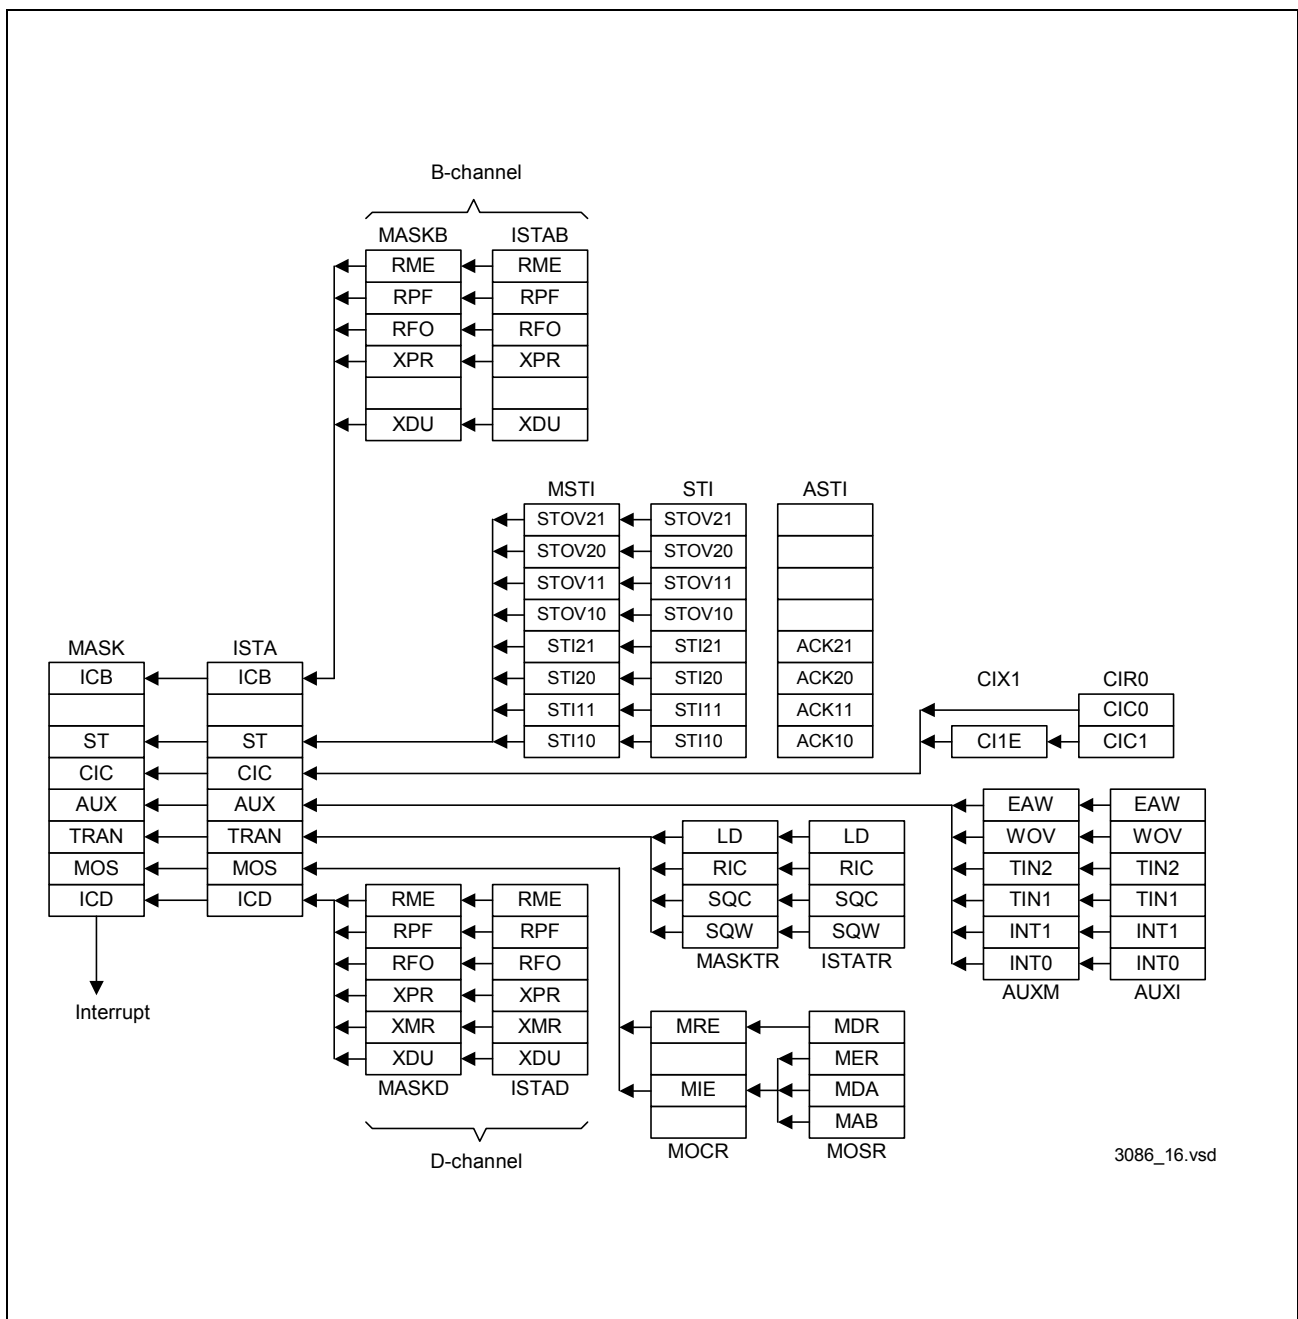 B-channel
MASKB ISTAB
RME RME
RPF RPF
RFO RFO
XPR XPR
XDU XDU
MSTI STI ASTI
STOV21 STOV21
STOV20 STOV20
STOV11 STOV11
STOV10 STOV10
STI21 STI21 ACK21
STI20 STI20 ACK20
STI11 STI11 ACK11
STI10 STI10 ACK10
MASK ISTA
ICB ICB
ST ST
CIC CIC
AUX AUX
TRAN TRAN
MOS MOS
ICD ICD
Interrupt
CIX1 CIR0
CIC0
CI1E CIC1
EAW EAW
WOV WOV
TIN2 TIN2
TIN1 TIN1
INT1 INT1
INT0 INT0
AUXM AUXI
LD LD
RIC RIC
SQC SQC
SQW SQW
MASKTR ISTATR
RME RME
RPF RPF
RFO RFO
XPR XPR
XMR XMR
XDU XDU
MASKD ISTAD
D-channel
MRE MDR
MER
MIE MDA
MAB
MOCR MOSR
3086_16.vsd